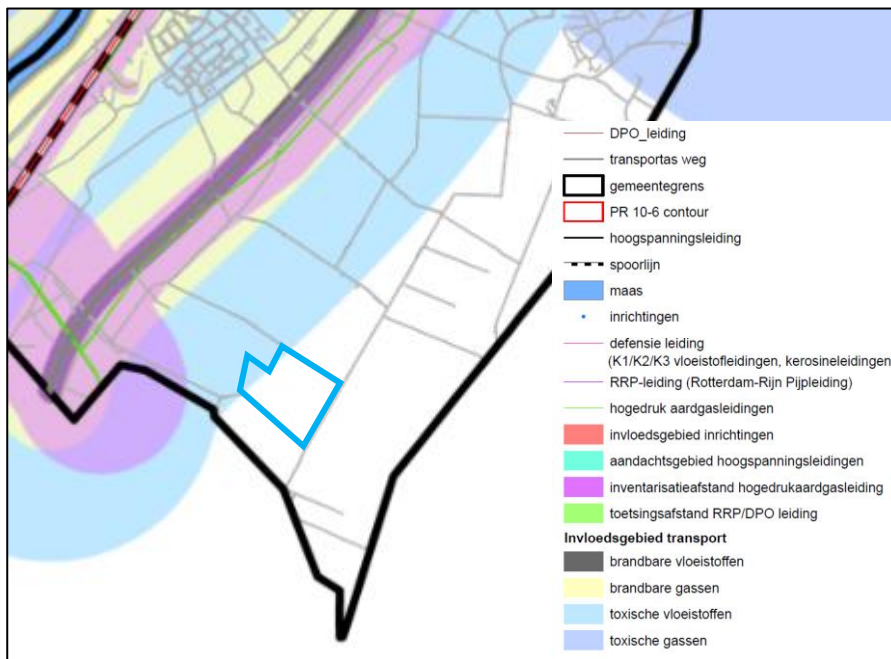 DPO_leiding
transportas weg
gemeentegrens
PR 10-6 contour
hoogspanningsleiding
spoorlijn
maas
inrichtingen
defensie leiding
(K1/K2/K3 vloeistofleidingen, kerosineleidingen
RRP-leiding (Rotterdam-Rijn Pijpleiding)
hogedruk aardgasleidingen
invloedsgebied inrichtingen
aandachtsgebied hoogspanningsleidingen
inventarisatieafstand hogedrukaardgasleiding
toetsingsafstand RRP/DPO leiding
Invloedsgebied transport
brandbare vloeistoffen
brandbare gassen
toxische vloeistoffen
toxische gassen